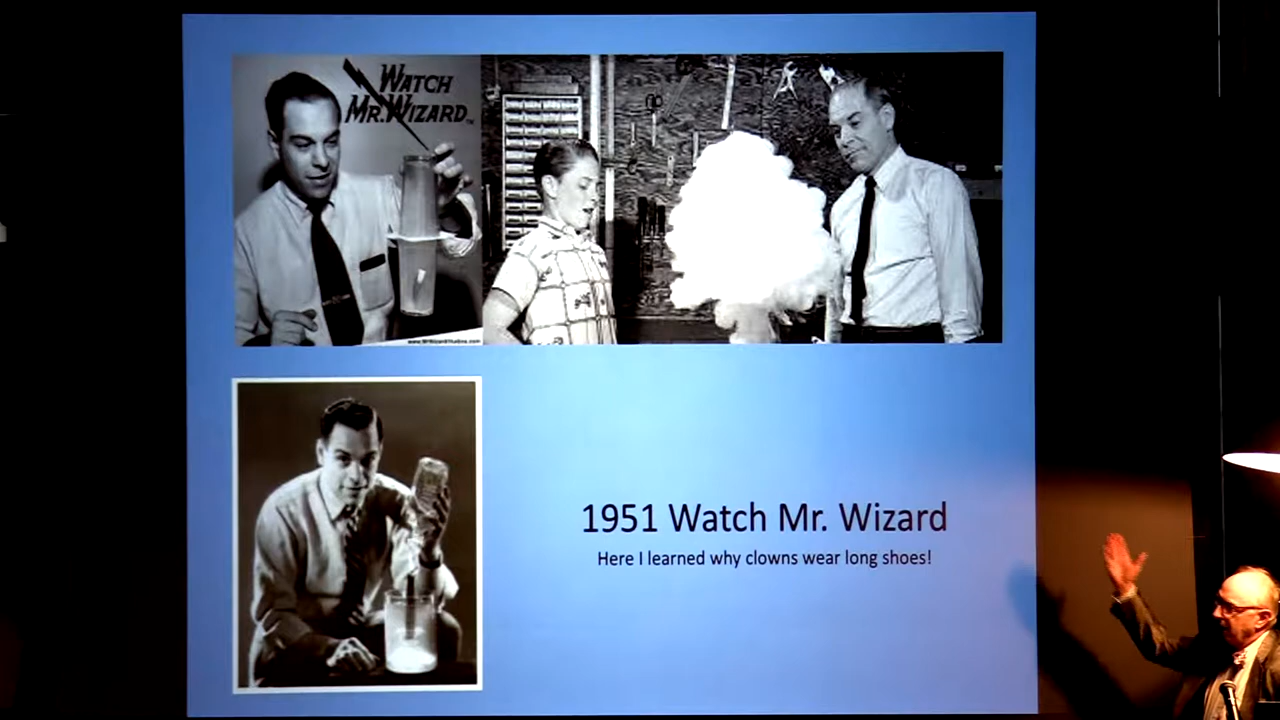 WATCH
MR. WIZARD
1951 Watch Mr. Wizard
Here I learned why clowns wear long shoes!